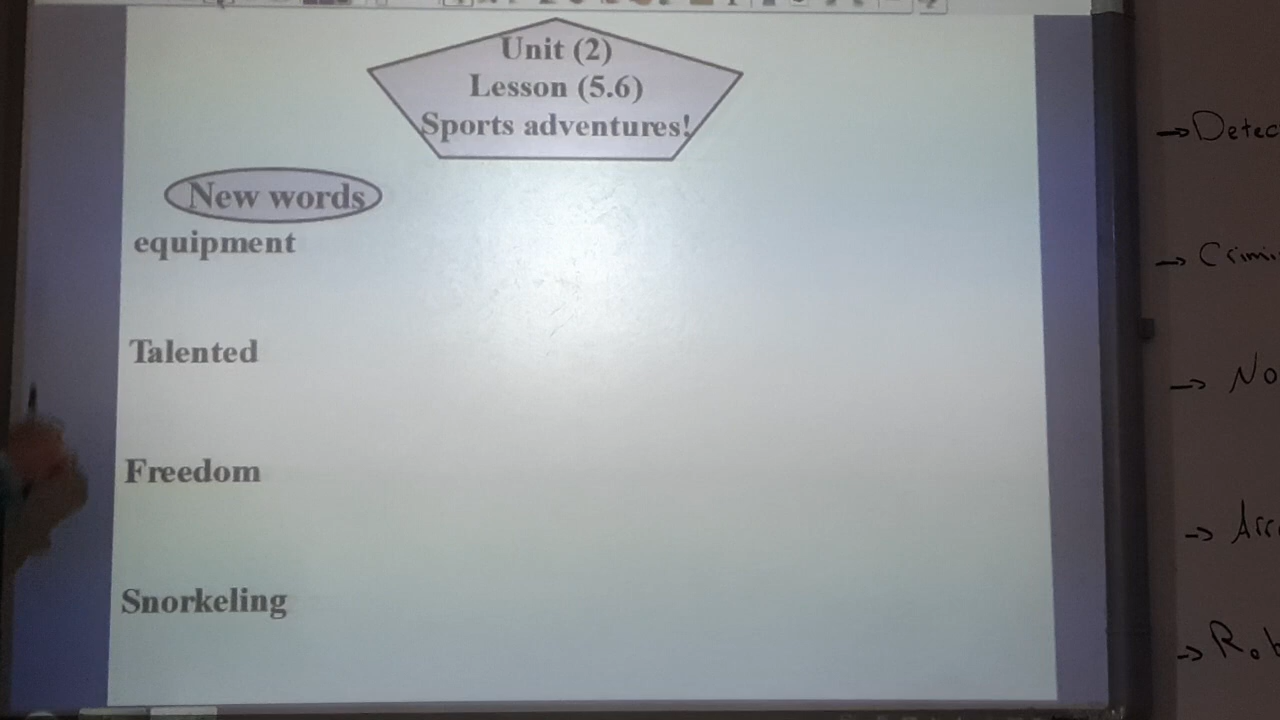 Unit (2)
Lesson (5.6)
Sports adventures!
New words
equipment
Talented
Freedom
Snorkeling